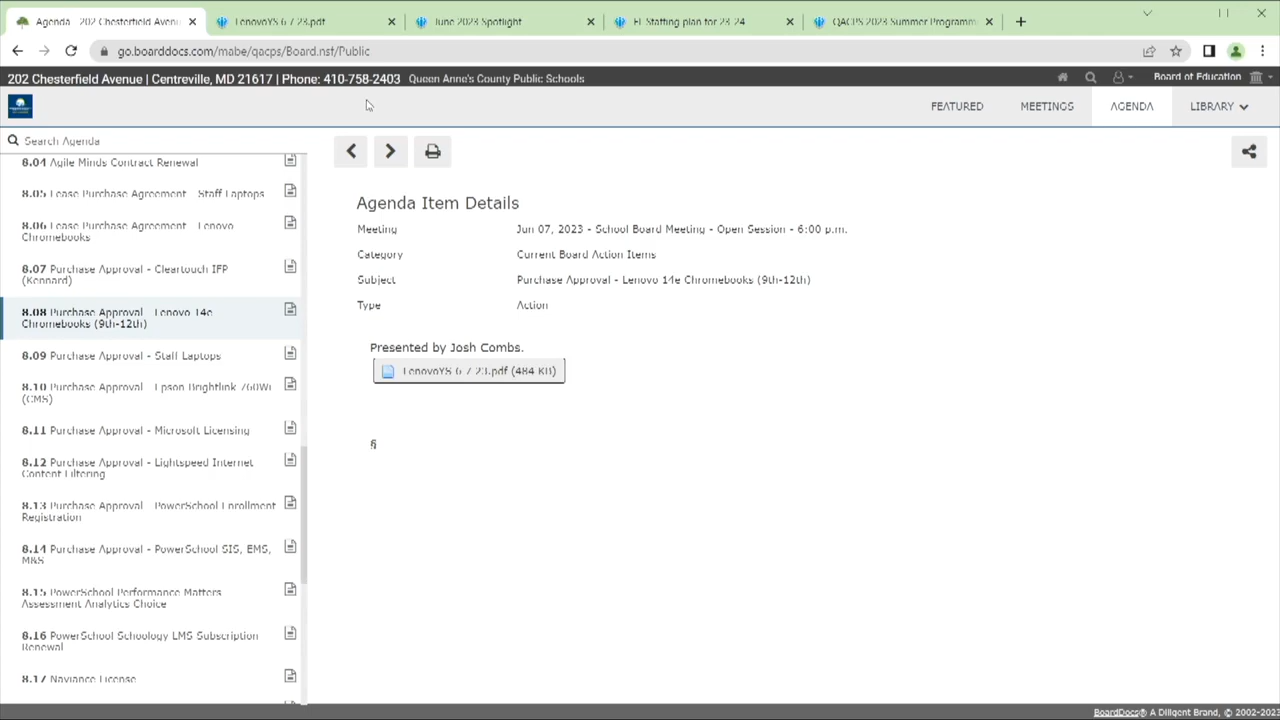 Agenda - 202 Chesterfield Avenu
LenovoYS 6 7 23.pdf
June 2023 Spotlight
EL Staffing plan for 23-24
QACPS 2023 Summer Programm
go.boarddocs.com/mabe/qacps/Board.nsf/Public
202 Chesterfield Avenue | Centreville, MD 21617 | Phone: 410-758-2403 Queen Anne's County Public Schools
Board of Education
FEATURED
MEETINGS
AGENDA
LIBRARY
Search Agenda
8.04 Agile Minds Contract Renewal
8.05 Lease Purchase Agreement - Staff Laptops
8.06 Lease Purchase Agreement - Lenovo
Chromebooks
8.07 Purchase Approval - Cleartouch IFP
(Kennard)
8.08 Purchase Approval - Lenovo 14e
Chromebooks (9th-12th)
8.09 Purchase Approval - Staff Laptops
8.10 Purchase Approval - Epson Brightlink 760Wi
(CMS)
8.11 Purchase Approval - Microsoft Licensing
8.12 Purchase Approval - Lightspeed Internet
Content Filtering
8.13 Purchase Approval - PowerSchool Enrollment
Registration
8.14 Purchase Approval - PowerSchool SIS, EMS,
M&S
8.15 PowerSchool Performance Matters
Assessment Analytics Choice
8.16 PowerSchool Schoology LMS Subscription
Renewal
8.17 Naviance License
Agenda Item Details
Meeting Jun 07, 2023 - School Board Meeting - Open Session - 6:00 p.m.
Category Current Board Action Items
Subject Purchase Approval - Lenovo 14e Chromebooks (9th-12th)
Type Action
Presented by Josh Combs.
LenovoYS 6 7 23.pdf (484 KB)
§
BoardDocs® A Diligent Brand, © 2002-2023